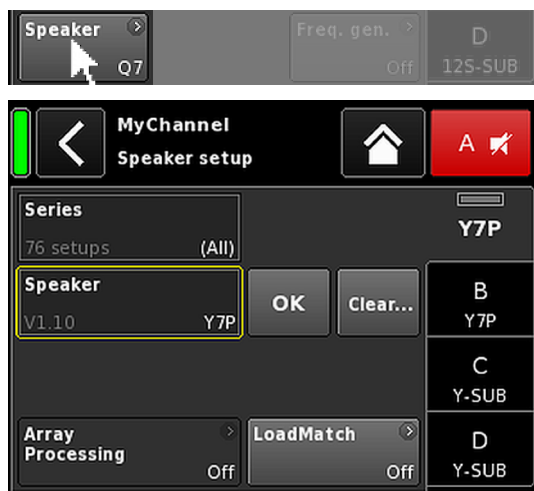 Speaker
Freq. gen.
D
Q7
Off
12S-SUB
MyChannel
Speaker setup
A
Series
76 setups
(All)
Y7P
Speaker
V1.10
Y7P
OK
Clear...
B
Y7P
C
Y-SUB
Array
Processing
Off
LoadMatch
Off
D
Y-SUB